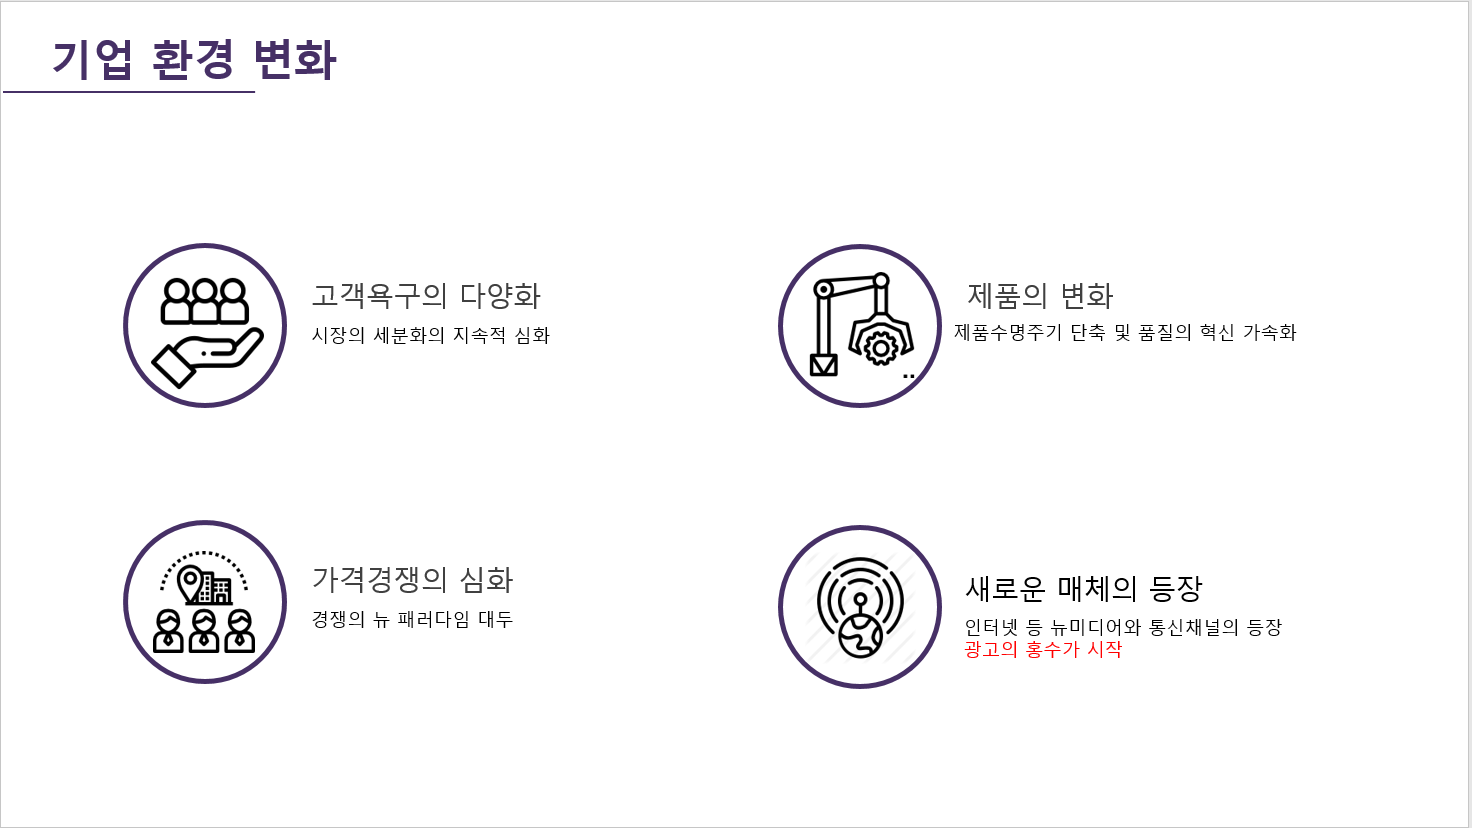 기업 환경 변화
고객욕구의 다양화
시장의 세분화의 지속적 심화
제품의 변화
제품수명주기 단축 및 품질의 혁신 가속화
가격경쟁의 심화
경쟁의 뉴 패러다임 대두
새로운 매체의 등장
인터넷 등 뉴미디어와 통신채널의 등장
광고의 홍수가 시작